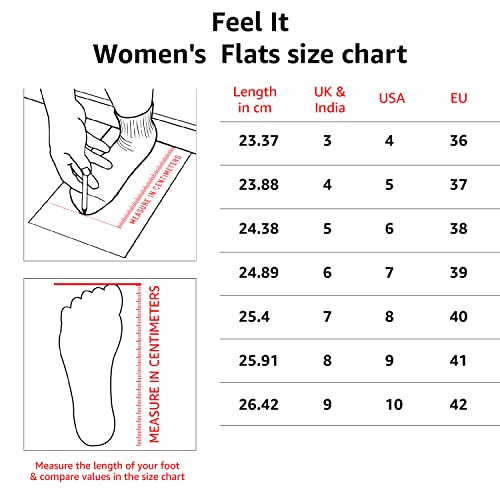 Feel It
Women's Flats size chart
Length in cm UK & India USA EU
23.37 3 4 36
23.88 4 5 37
24.38 5 6 38
24.89 6 7 39
25.4 7 8 40
25.91 8 9 41
26.42 9 10 42
MEASURE IN CENTIMETERS
MEASURE IN CENTIMETERS
Measure the length of your foot
& compare values in the size chart